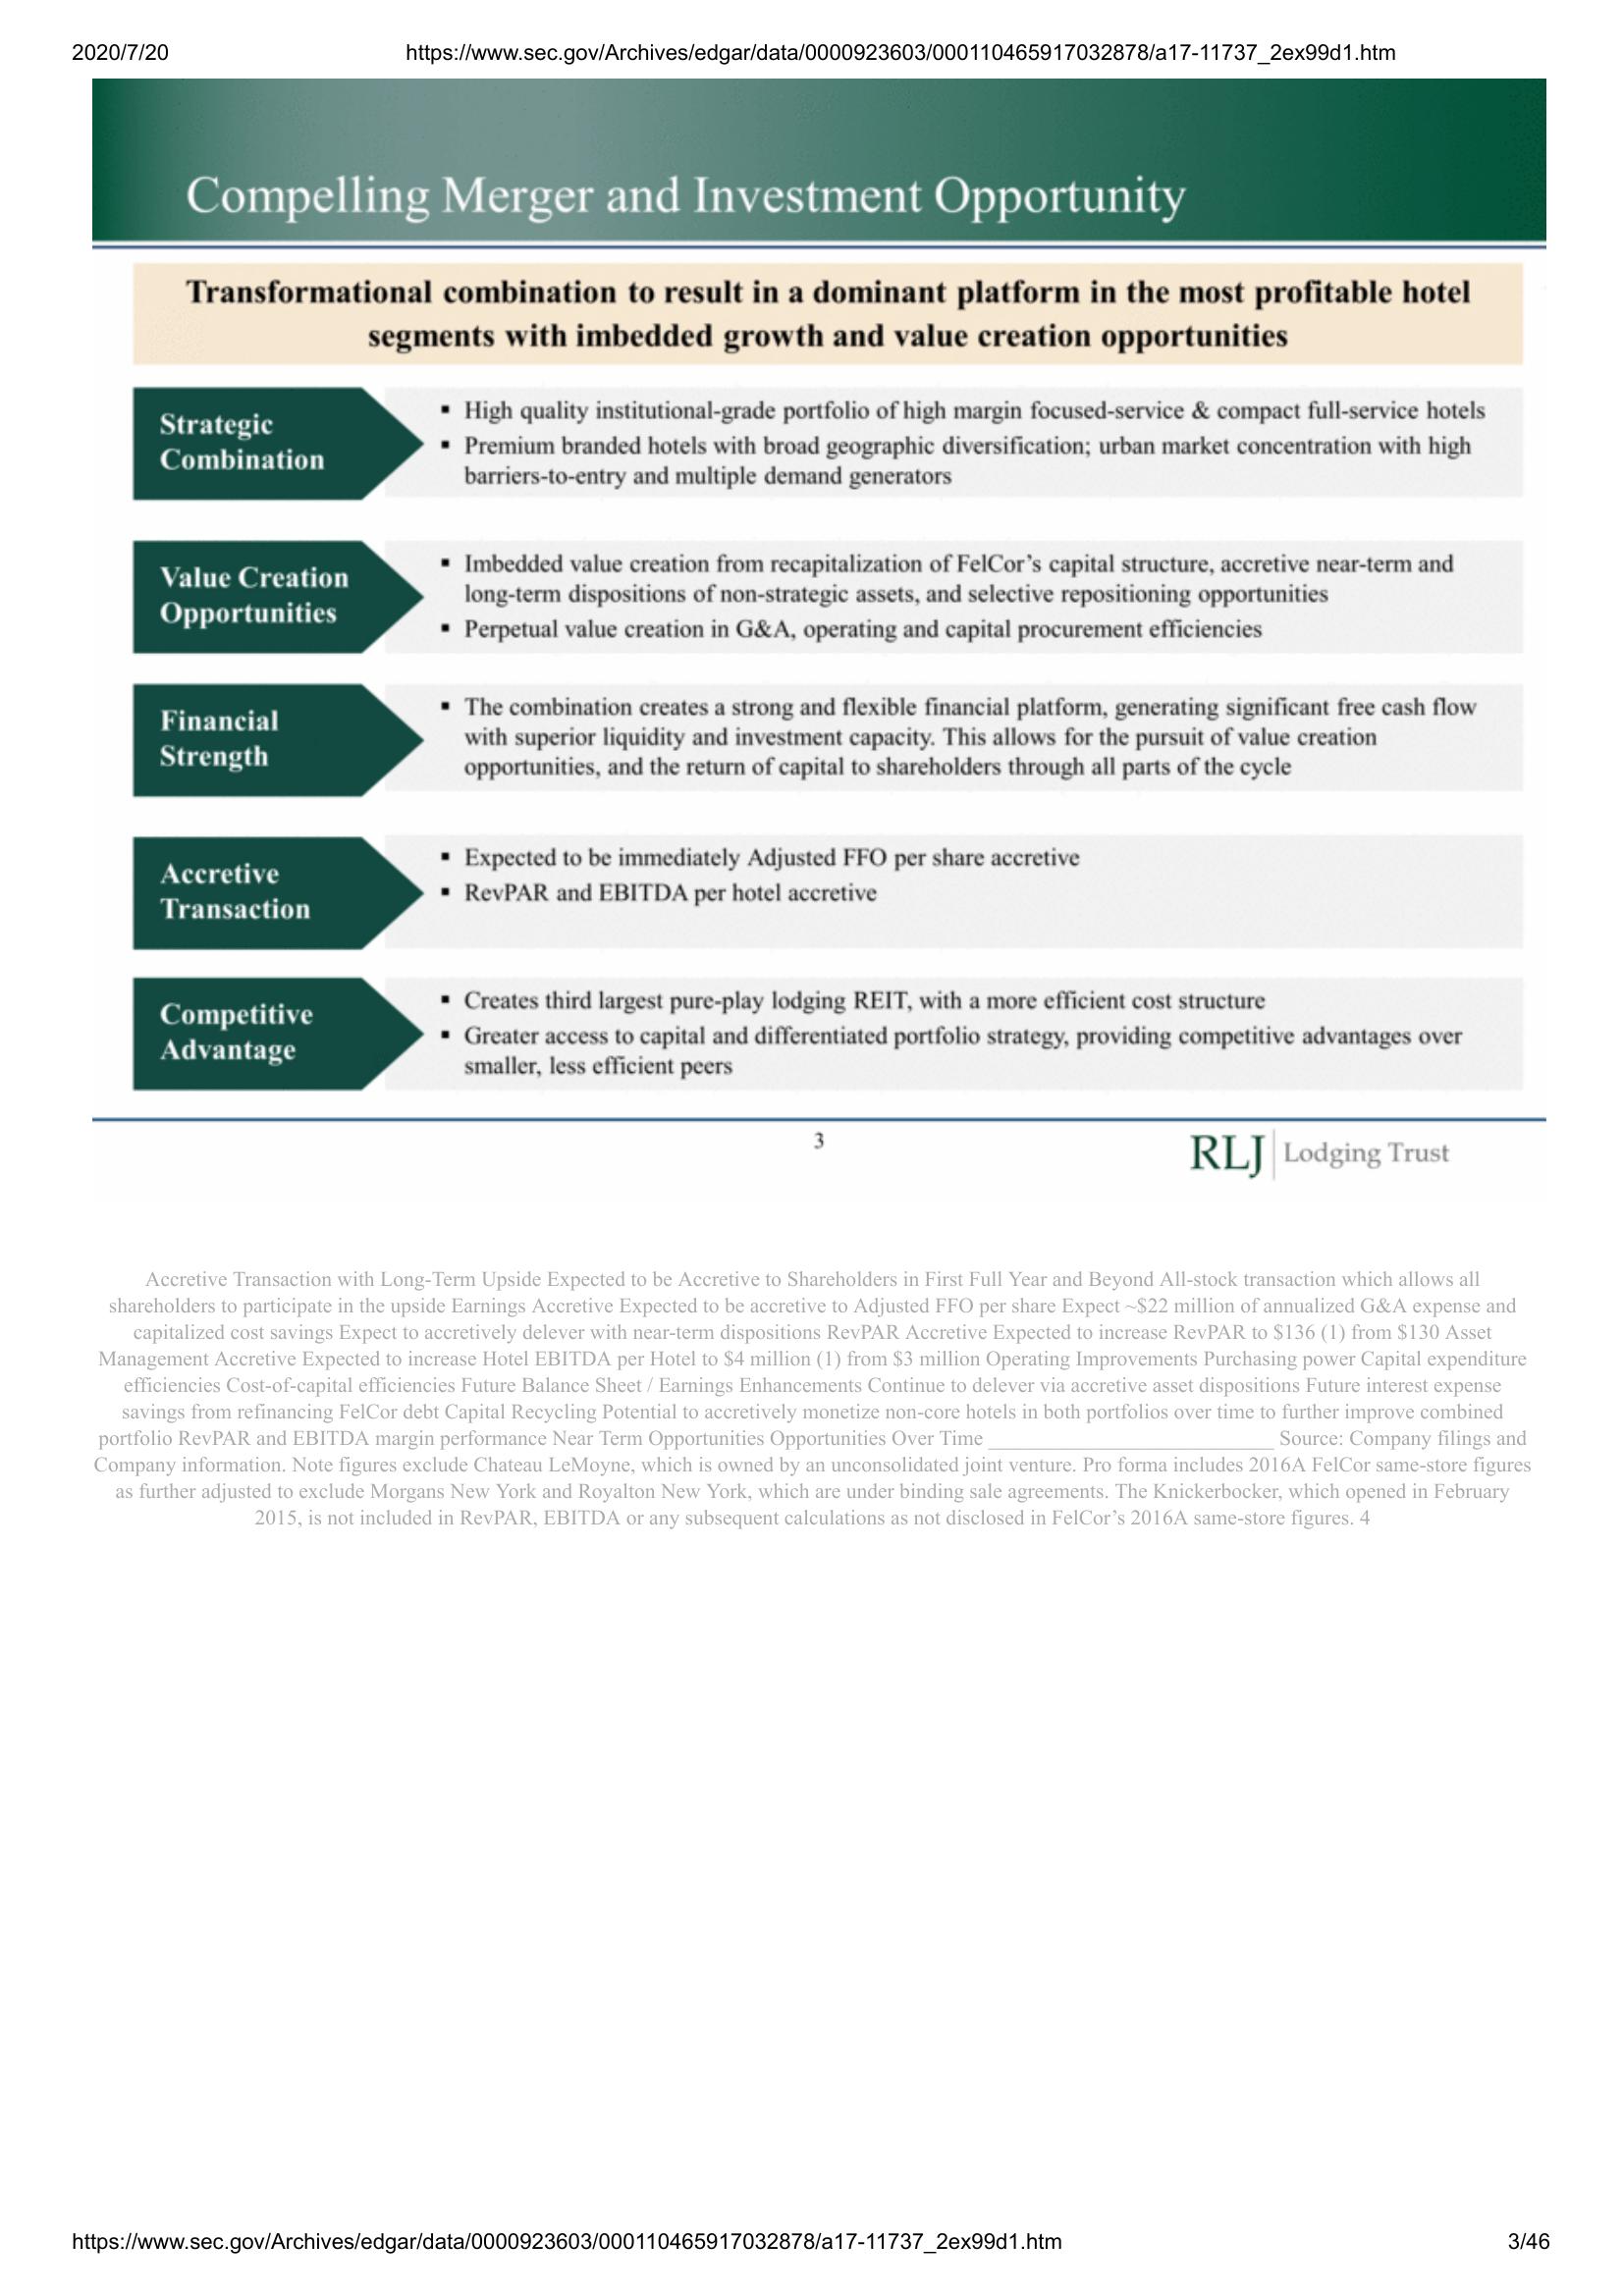 2020/7/20 https://www.sec.gov/Archives/edgar/data/0000923603/000110465917032878/a17-11737_2ex99d1.htm
Compelling Merger and Investment Opportunity
Transformational combination to result in a dominant platform in the most profitable hotel
segments with imbedded growth and value creation opportunities
Strategic
Combination
▪ High quality institutional-grade portfolio of high margin focused-service & compact full-service hotels
▪ Premium branded hotels with broad geographic diversification; urban market concentration with high
barriers-to-entry and multiple demand generators
Value Creation
Opportunities
▪ Imbedded value creation from recapitalization of FelCor’s capital structure, accretive near-term and
long-term dispositions of non-strategic assets, and selective repositioning opportunities
▪ Perpetual value creation in G&A, operating and capital procurement efficiencies
Financial
Strength
▪ The combination creates a strong and flexible financial platform, generating significant free cash flow
with superior liquidity and investment capacity. This allows for the pursuit of value creation
opportunities, and the return of capital to shareholders through all parts of the cycle
Accretive
Transaction
▪ Expected to be immediately Adjusted FFO per share accretive
▪ RevPAR and EBITDA per hotel accretive
Competitive
Advantage
▪ Creates third largest pure-play lodging REIT, with a more efficient cost structure
▪ Greater access to capital and differentiated portfolio strategy, providing competitive advantages over
smaller, less efficient peers
3
RLJ Lodging Trust
Accretive Transaction with Long-Term Upside Expected to be Accretive to Shareholders in First Full Year and Beyond All-stock transaction which allows all
shareholders to participate in the upside Earnings Accretive Expected to be accretive to Adjusted FFO per share Expect ~$22 million of annualized G&A expense and
capitalized cost savings Expect to accretively delever with near-term dispositions RevPAR Accretive Expected to increase RevPAR to $136 (1) from $130 Asset
Management Accretive Expected to increase Hotel EBITDA per Hotel to $4 million (1) from $3 million Operating Improvements Purchasing power Capital expenditure
efficiencies Cost-of-capital efficiencies Future Balance Sheet / Earnings Enhancements Continue to delever via accretive asset dispositions Future interest expense
savings from refinancing FelCor debt Capital Recycling Potential to accretively monetize non-core hotels in both portfolios over time to further improve combined
portfolio RevPAR and EBITDA margin performance Near Term Opportunities Opportunities Over Time __________________________ Source: Company filings and
Company information. Note figures exclude Chateau LeMoyne, which is owned by an unconsolidated joint venture. Pro forma includes 2016A FelCor same-store figures
as further adjusted to exclude Morgans New York and Royalton New York, which are under binding sale agreements. The Knickerbocker, which opened in February
2015, is not included in RevPAR, EBITDA or any subsequent calculations as not disclosed in FelCor’s 2016A same-store figures. 4
https://www.sec.gov/Archives/edgar/data/0000923603/000110465917032878/a17-11737_2ex99d1.htm 3/46